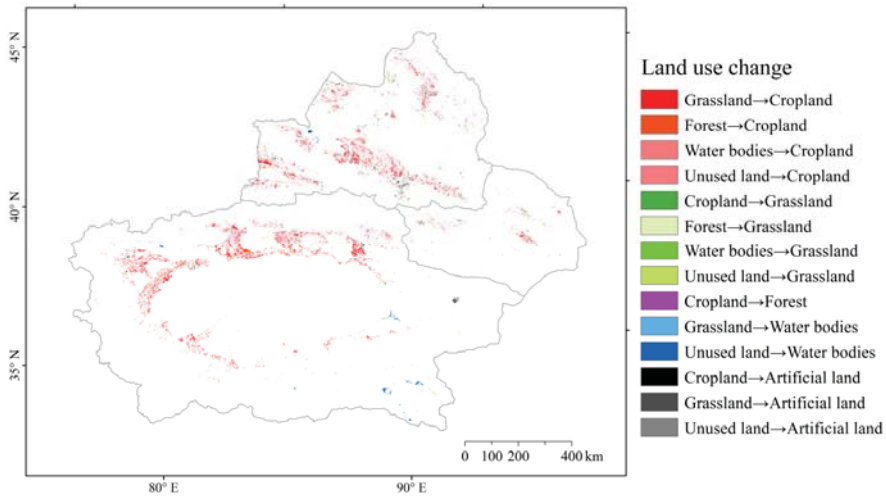 45° N
40° N
35° N
80° E
90° E
0 100 200
400 km
Land use change
Grassland→Cropland
Forest→Cropland
Water bodies→Cropland
Unused land→Cropland
Cropland→Grassland
Forest→Grassland
Water bodies→Grassland
Unused land→Grassland
Cropland→Forest
Grassland→Water bodies
Unused land→Water bodies
Cropland→Artificial land
Grassland→Artificial land
Unused land→Artificial land